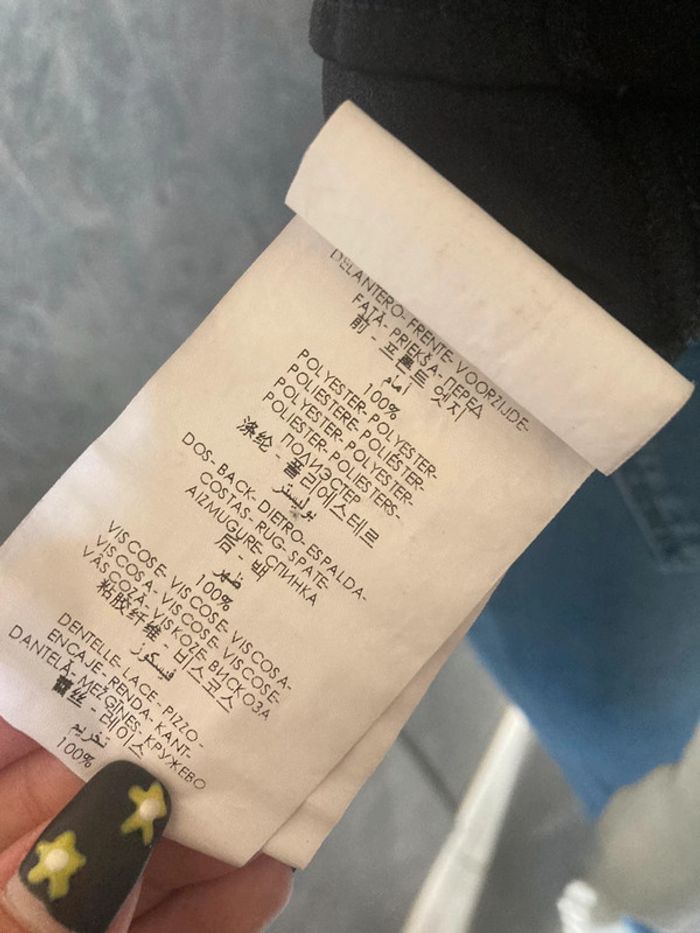 DELANTERO- FRENTE- VOORZIJDE-
FAȚĂ- PRIEKŠA- ПЕРЕД
前 - 프론트 엣지
أمام
100%
POLYESTER- POLYESTER-
POLIESTERE- POLIÉSTER-
POLYESTER- POLYESTER-
POLIESTER- POLIESTERS-
ПОЛИЭСТЕР
涤纶 - 폴리에스테르
بوليستر
DOS- BACK- DIETRO- ESPALDA-
COSTAS- RUG- SPATE-
AIZMUGURE- СПИНКА
后 - 백
ظهر
100%
VISCOSE- VISCOSE- VISCOSA-
VISCOSA- VISCOSE- VISCOSE-
VÂSCOZĂ- VISKOZE- ВИСКОЗА
粘胶纤维 - 비스코스
فيسكوز
DENTELLE- LACE- PIZZO -
ENCAJE- RENDA- KANT-
DANTELĂ- MEŽĢĪNES- КРУЖЕВО
蕾丝 - 레이스
تخريم
100%